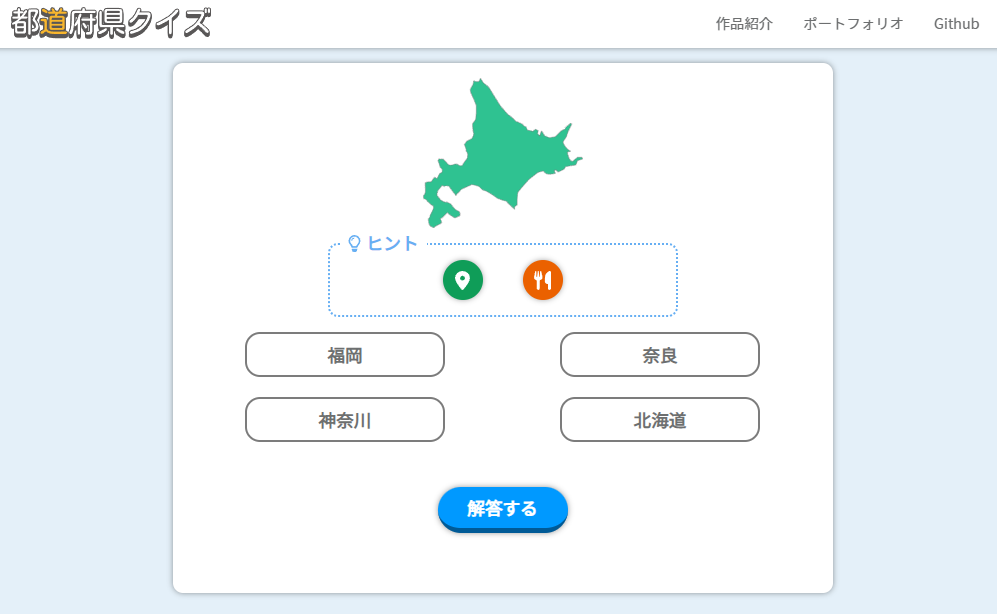 都道府県クイズ
作品紹介 ポートフォリオ Github
ヒント
福岡 奈良
神奈川 北海道
解答する